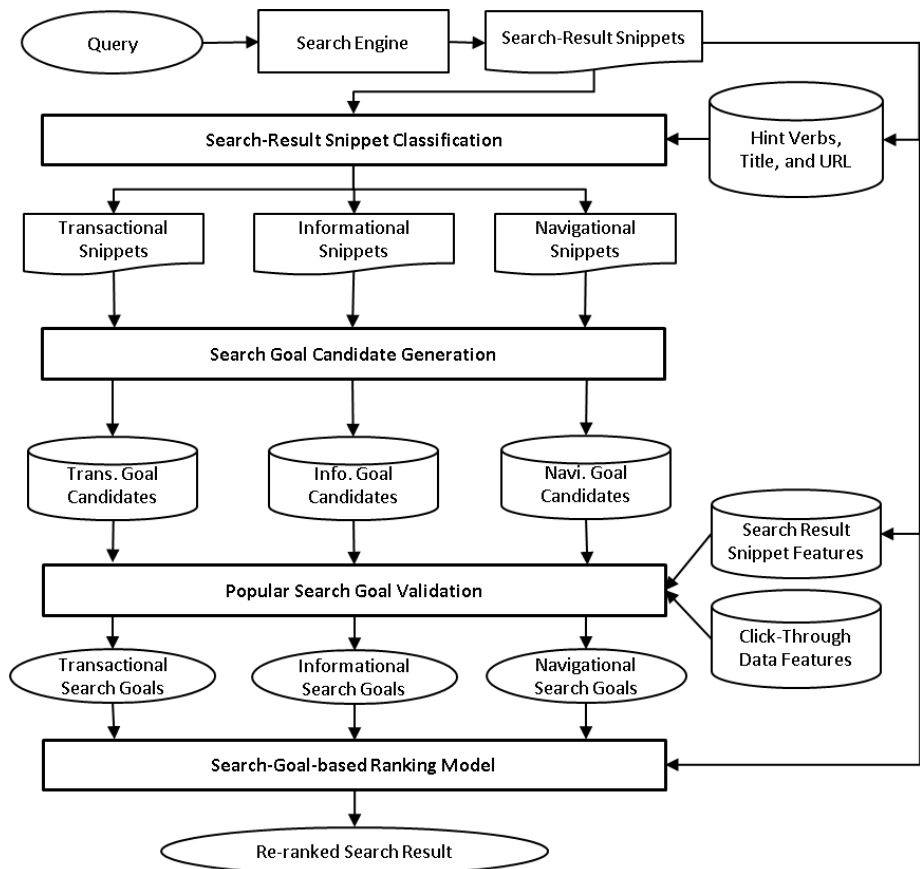 Query
Search Engine
Search-Result Snippets
Search-Result Snippet Classification
Hint Verbs,
Title, and URL
Transactional
Snippets
Informational
Snippets
Navigational
Snippets
Search Goal Candidate Generation
Trans. Goal
Candidates
Info. Goal
Candidates
Navi. Goal
Candidates
Search Result
Snippet Features
Popular Search Goal Validation
Click-Through
Data Features
Transactional
Search Goals
Informational
Search Goals
Navigational
Search Goals
Search-Goal-based Ranking Model
Re-ranked Search Result